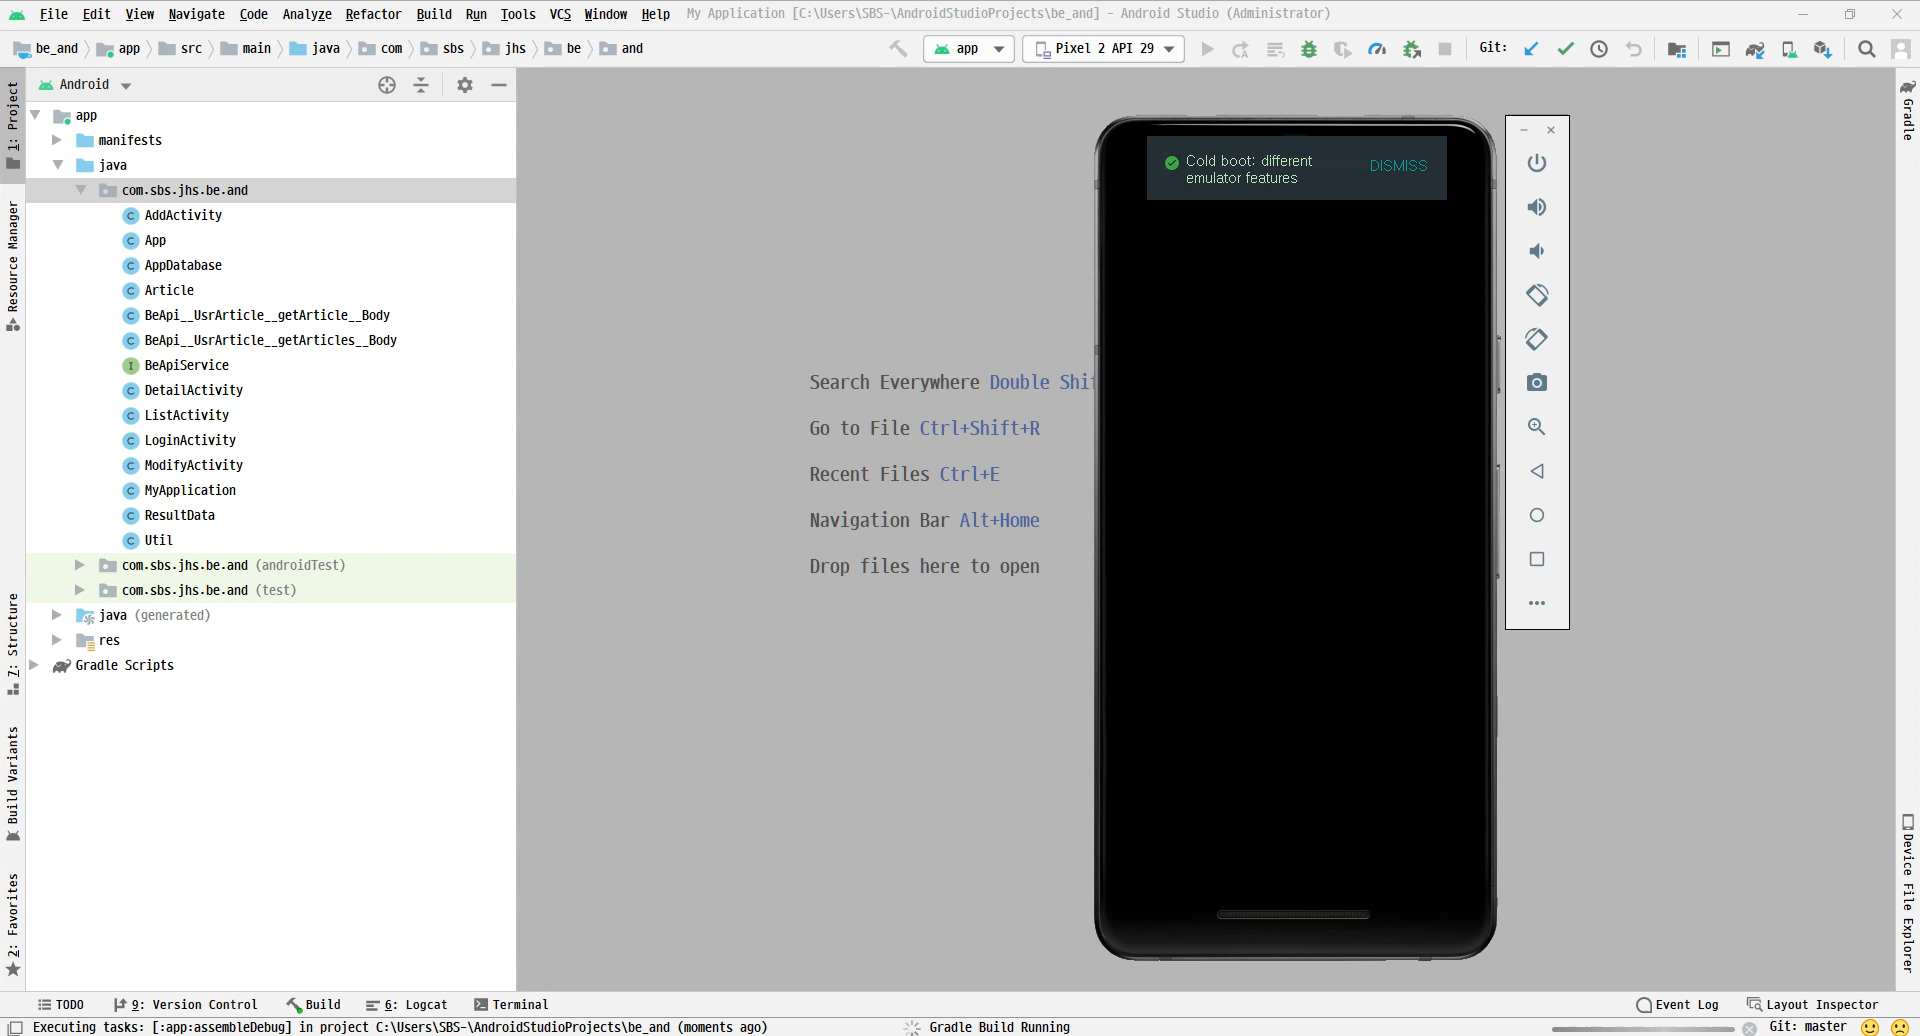 File Edit View Navigate Code Analyze Refactor Build Run Tools VCS Window Help My Application [C:\Users\SBS-\AndroidStudioProjects\be_and] - Android Studio (Administrator)
be_and app src main java com sbs jhs be and app Pixel 2 API 29 Git:
1: Project
Resource Manager
7: Structure
Build Variants
2: Favorites
Android
app
manifests
java
com.sbs.jhs.be.and
AddActivity
App
AppDatabase
Article
BeApi__UsrArticle__getArticle__Body
BeApi__UsrArticle__getArticles__Body
BeApiService
DetailActivity
ListActivity
LoginActivity
ModifyActivity
MyApplication
ResultData
Util
com.sbs.jhs.be.and (androidTest)
com.sbs.jhs.be.and (test)
java (generated)
res
Gradle Scripts
Search Everywhere Double Shif
Go to File Ctrl+Shift+R
Recent Files Ctrl+E
Navigation Bar Alt+Home
Drop files here to open
Cold boot: different
emulator features
DISMISS
Gradle
Device File Explorer
TODO 9: Version Control Build 6: Logcat Terminal Event Log Layout Inspector
Executing tasks: [:app:assembleDebug] in project C:\Users\SBS-\AndroidStudioProjects\be_and (moments ago) Gradle Build Running Git: master